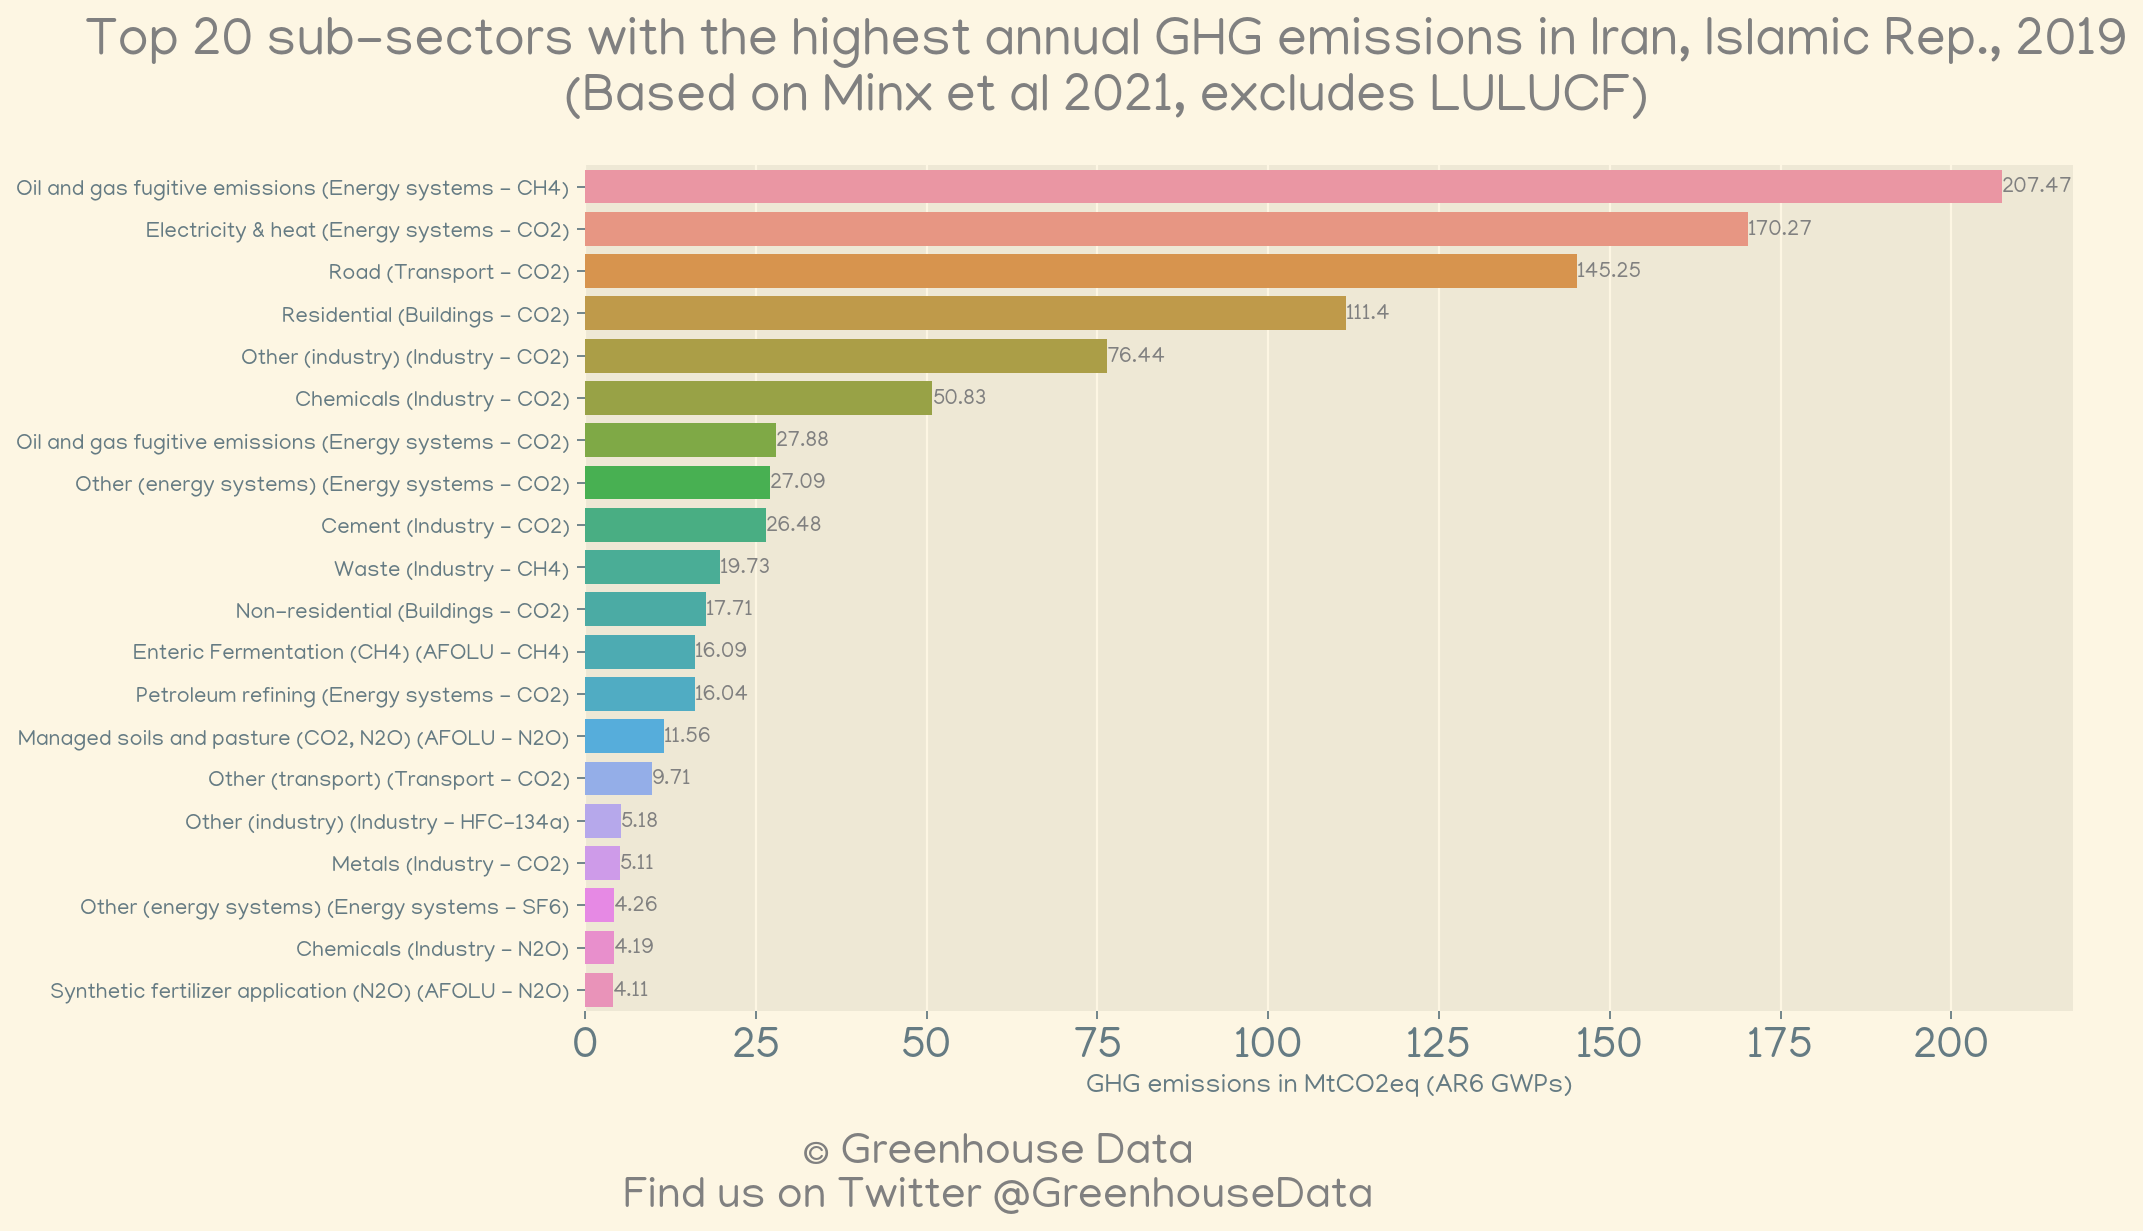 Top 20 sub-sectors with the highest annual GHG emissions in Iran, Islamic Rep., 2019
(Based on Minx et al 2021, excludes LULUCF)
Oil and gas fugitive emissions (Energy systems - CH4) 207.47
Electricity & heat (Energy systems - CO2) 170.27
Road (Transport - CO2) 145.25
Residential (Buildings - CO2) 111.4
Other (industry) (Industry - CO2) 76.44
Chemicals (Industry - CO2) 50.83
Oil and gas fugitive emissions (Energy systems - CO2) 27.88
Other (energy systems) (Energy systems - CO2) 27.09
Cement (Industry - CO2) 26.48
Waste (Industry - CH4) 19.73
Non-residential (Buildings - CO2) 17.71
Enteric Fermentation (CH4) (AFOLU - CH4) 16.09
Petroleum refining (Energy systems - CO2) 16.04
Managed soils and pasture (CO2, N2O) (AFOLU - N2O) 11.56
Other (transport) (Transport - CO2) 9.71
Other (industry) (Industry - HFC-134a) 5.18
Metals (Industry - CO2) 5.11
Other (energy systems) (Energy systems - SF6) 4.26
Chemicals (Industry - N2O) 4.19
Synthetic fertilizer application (N2O) (AFOLU - N2O) 4.11
0 25 50 75 100 125 150 175 200
GHG emissions in MtCO2eq (AR6 GWPs)
© Greenhouse Data
Find us on Twitter @GreenhouseData